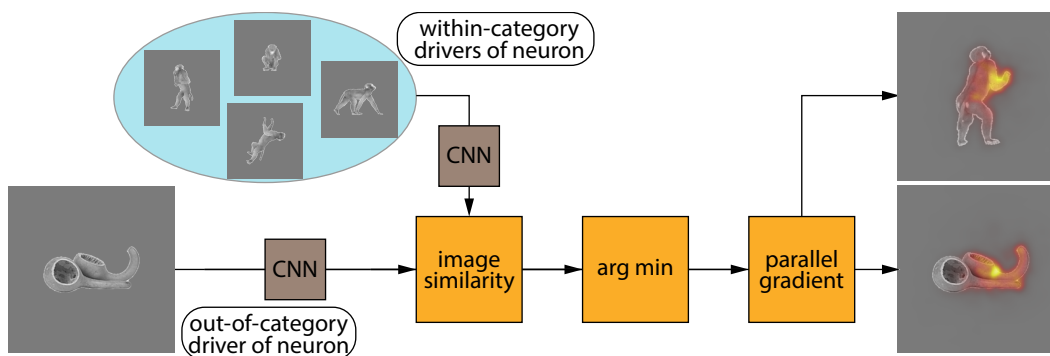 within-category
drivers of neuron
CNN
CNN
image
similarity
arg min
parallel
gradient
out-of-category
driver of neuron